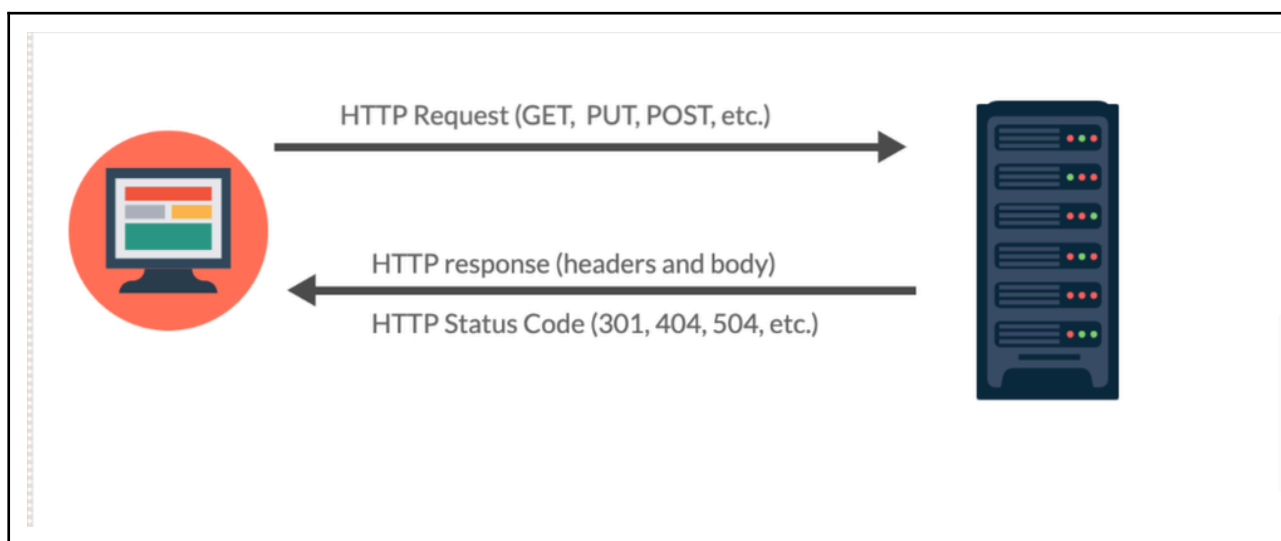 HTTP Request (GET, PUT, POST, etc.)
HTTP response (headers and body)
HTTP Status Code (301, 404, 504, etc.)